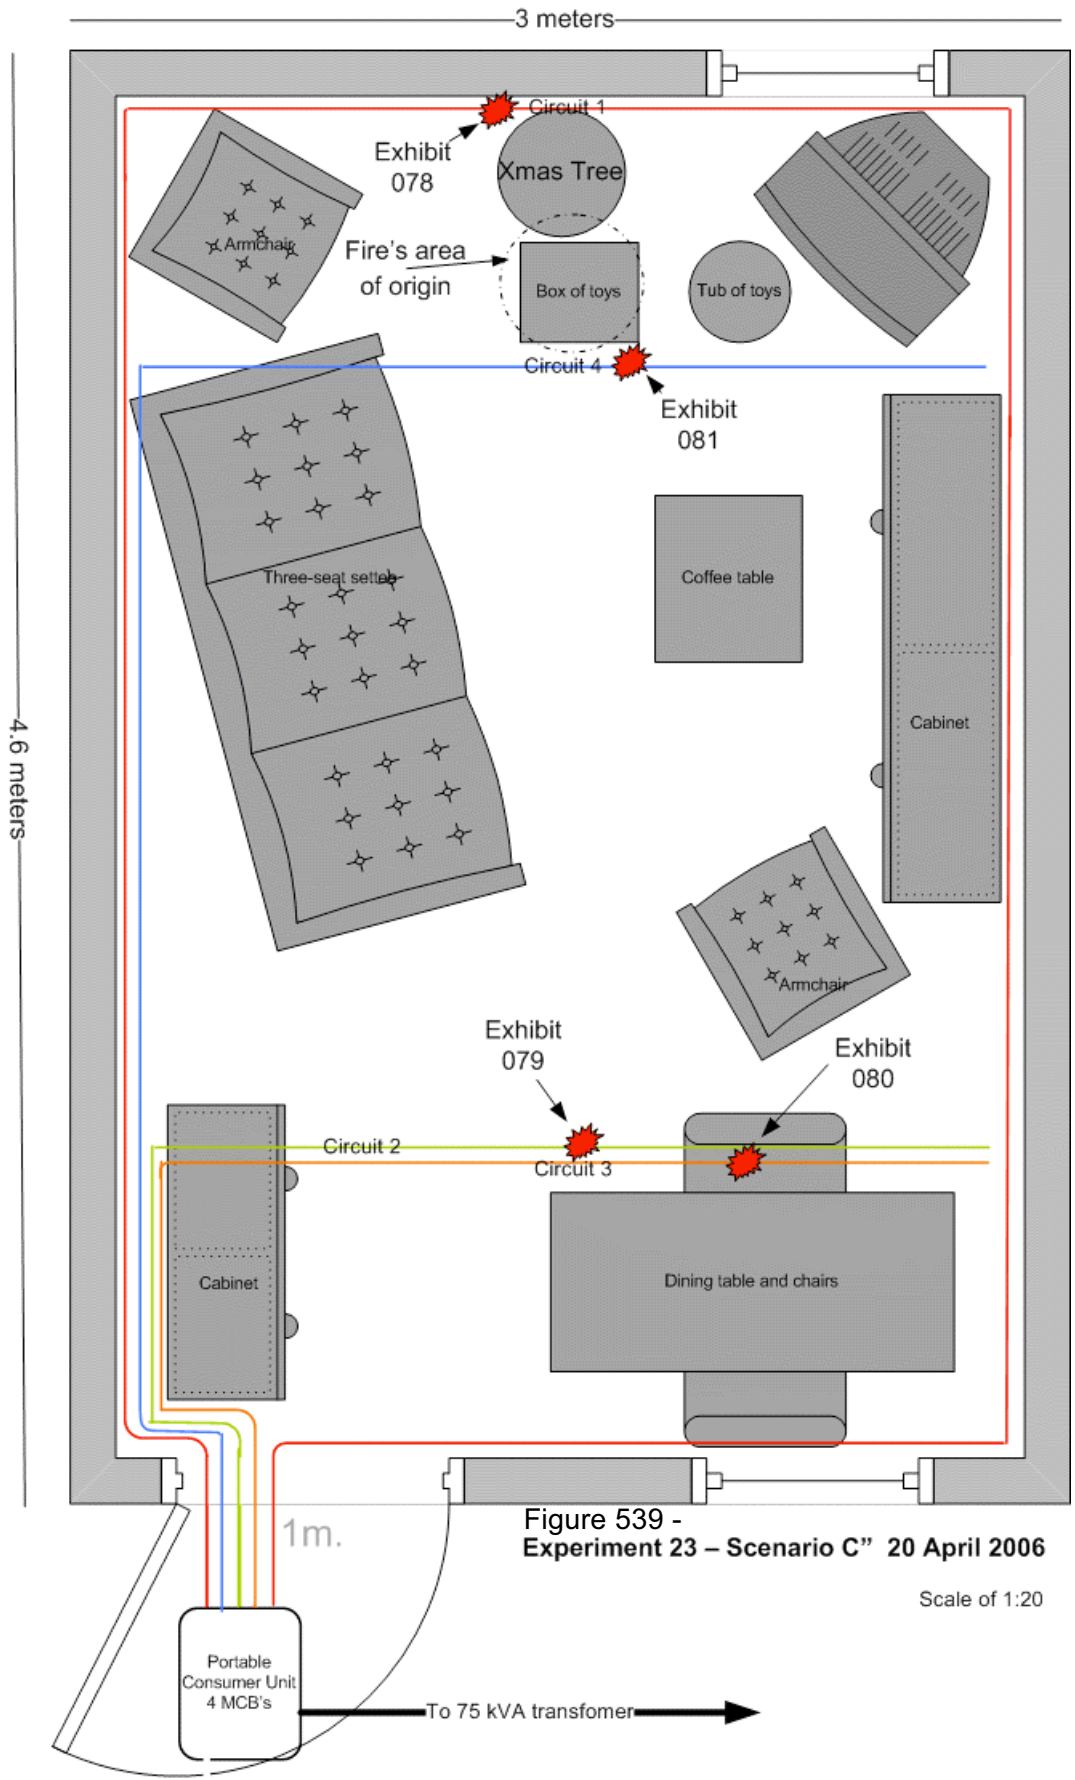 3 meters
Circuit 1
Exhibit
078
Xmas Tree
Armchair
Fire's area
of origin
Box of toys
Tub of toys
Circuit 4
Exhibit
081
Three-seat settee
Coffee table
4.6 meters
Cabinet
Armchair
Exhibit
079
Exhibit
080
Circuit 2
Circuit 3
Cabinet
Dining table and chairs
1m.
Figure 539 -
Experiment 23 – Scenario C” 20 April 2006
Scale of 1:20
Portable
Consumer Unit
4 MCB's
To 75 kVA transfomer